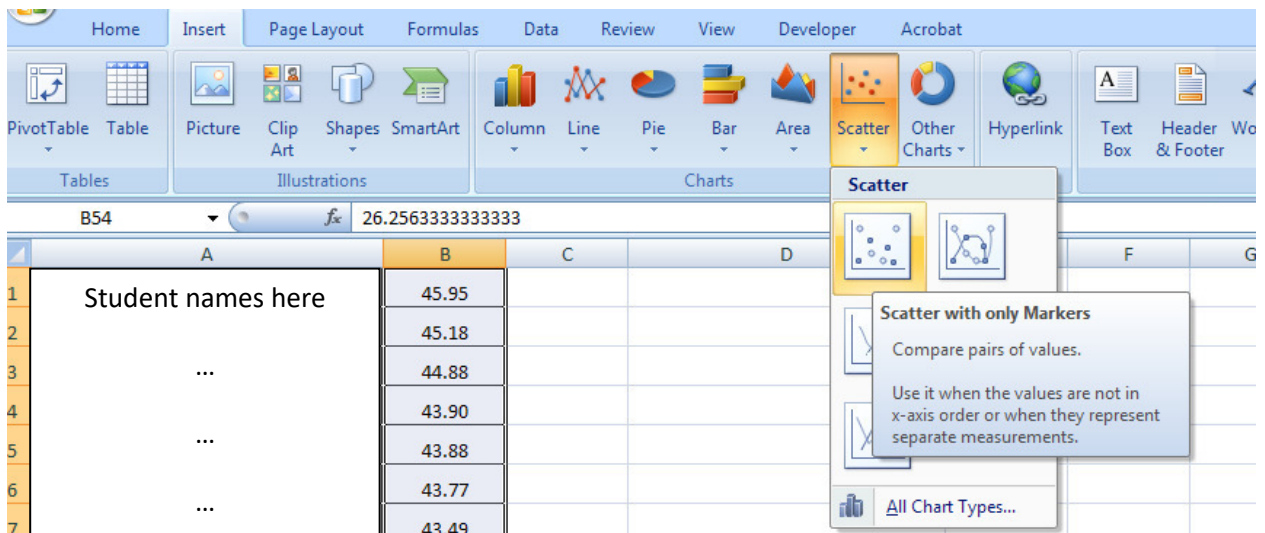 Home Insert Page Layout Formulas Data Review View Developer Acrobat
PivotTable Table Picture Clip Art Shapes SmartArt Column Line Pie Bar Area Scatter Other Charts Hyperlink Text Box Header & Footer
Tables Illustrations Charts
Scatter
B54 fx 26.2563333333333
A B C D F G
1 Student names here 45.95
2 45.18
3 ... 44.88
4 43.90
5 ... 43.88
6 43.77
7 ... 43.49
Scatter with only Markers
Compare pairs of values.
Use it when the values are not in
x-axis order or when they represent
separate measurements.
All Chart Types...